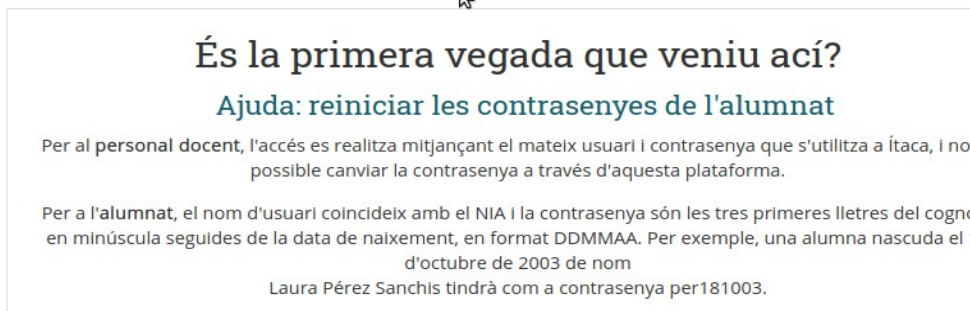 És la primera vegada que veniu ací?
Ajuda: reiniciar les contrasenyes de l'alumnat
Per al personal docent, l'accés es realitza mitjançant el mateix usuari i contrasenya que s'utilitza a Ítaca, i no
possible canviar la contrasenya a través d'aquesta plataforma.
Per a l'alumnat, el nom d'usuari coincideix amb el NIA i la contrasenya són les tres primeres lletres del
en minúscula seguides de la data de naixement, en format DDMMAA. Per exemple, una alumna nascuda el
d'octubre de 2003 de nom
Laura Pérez Sanchis tindrà com a contrasenya per181003.